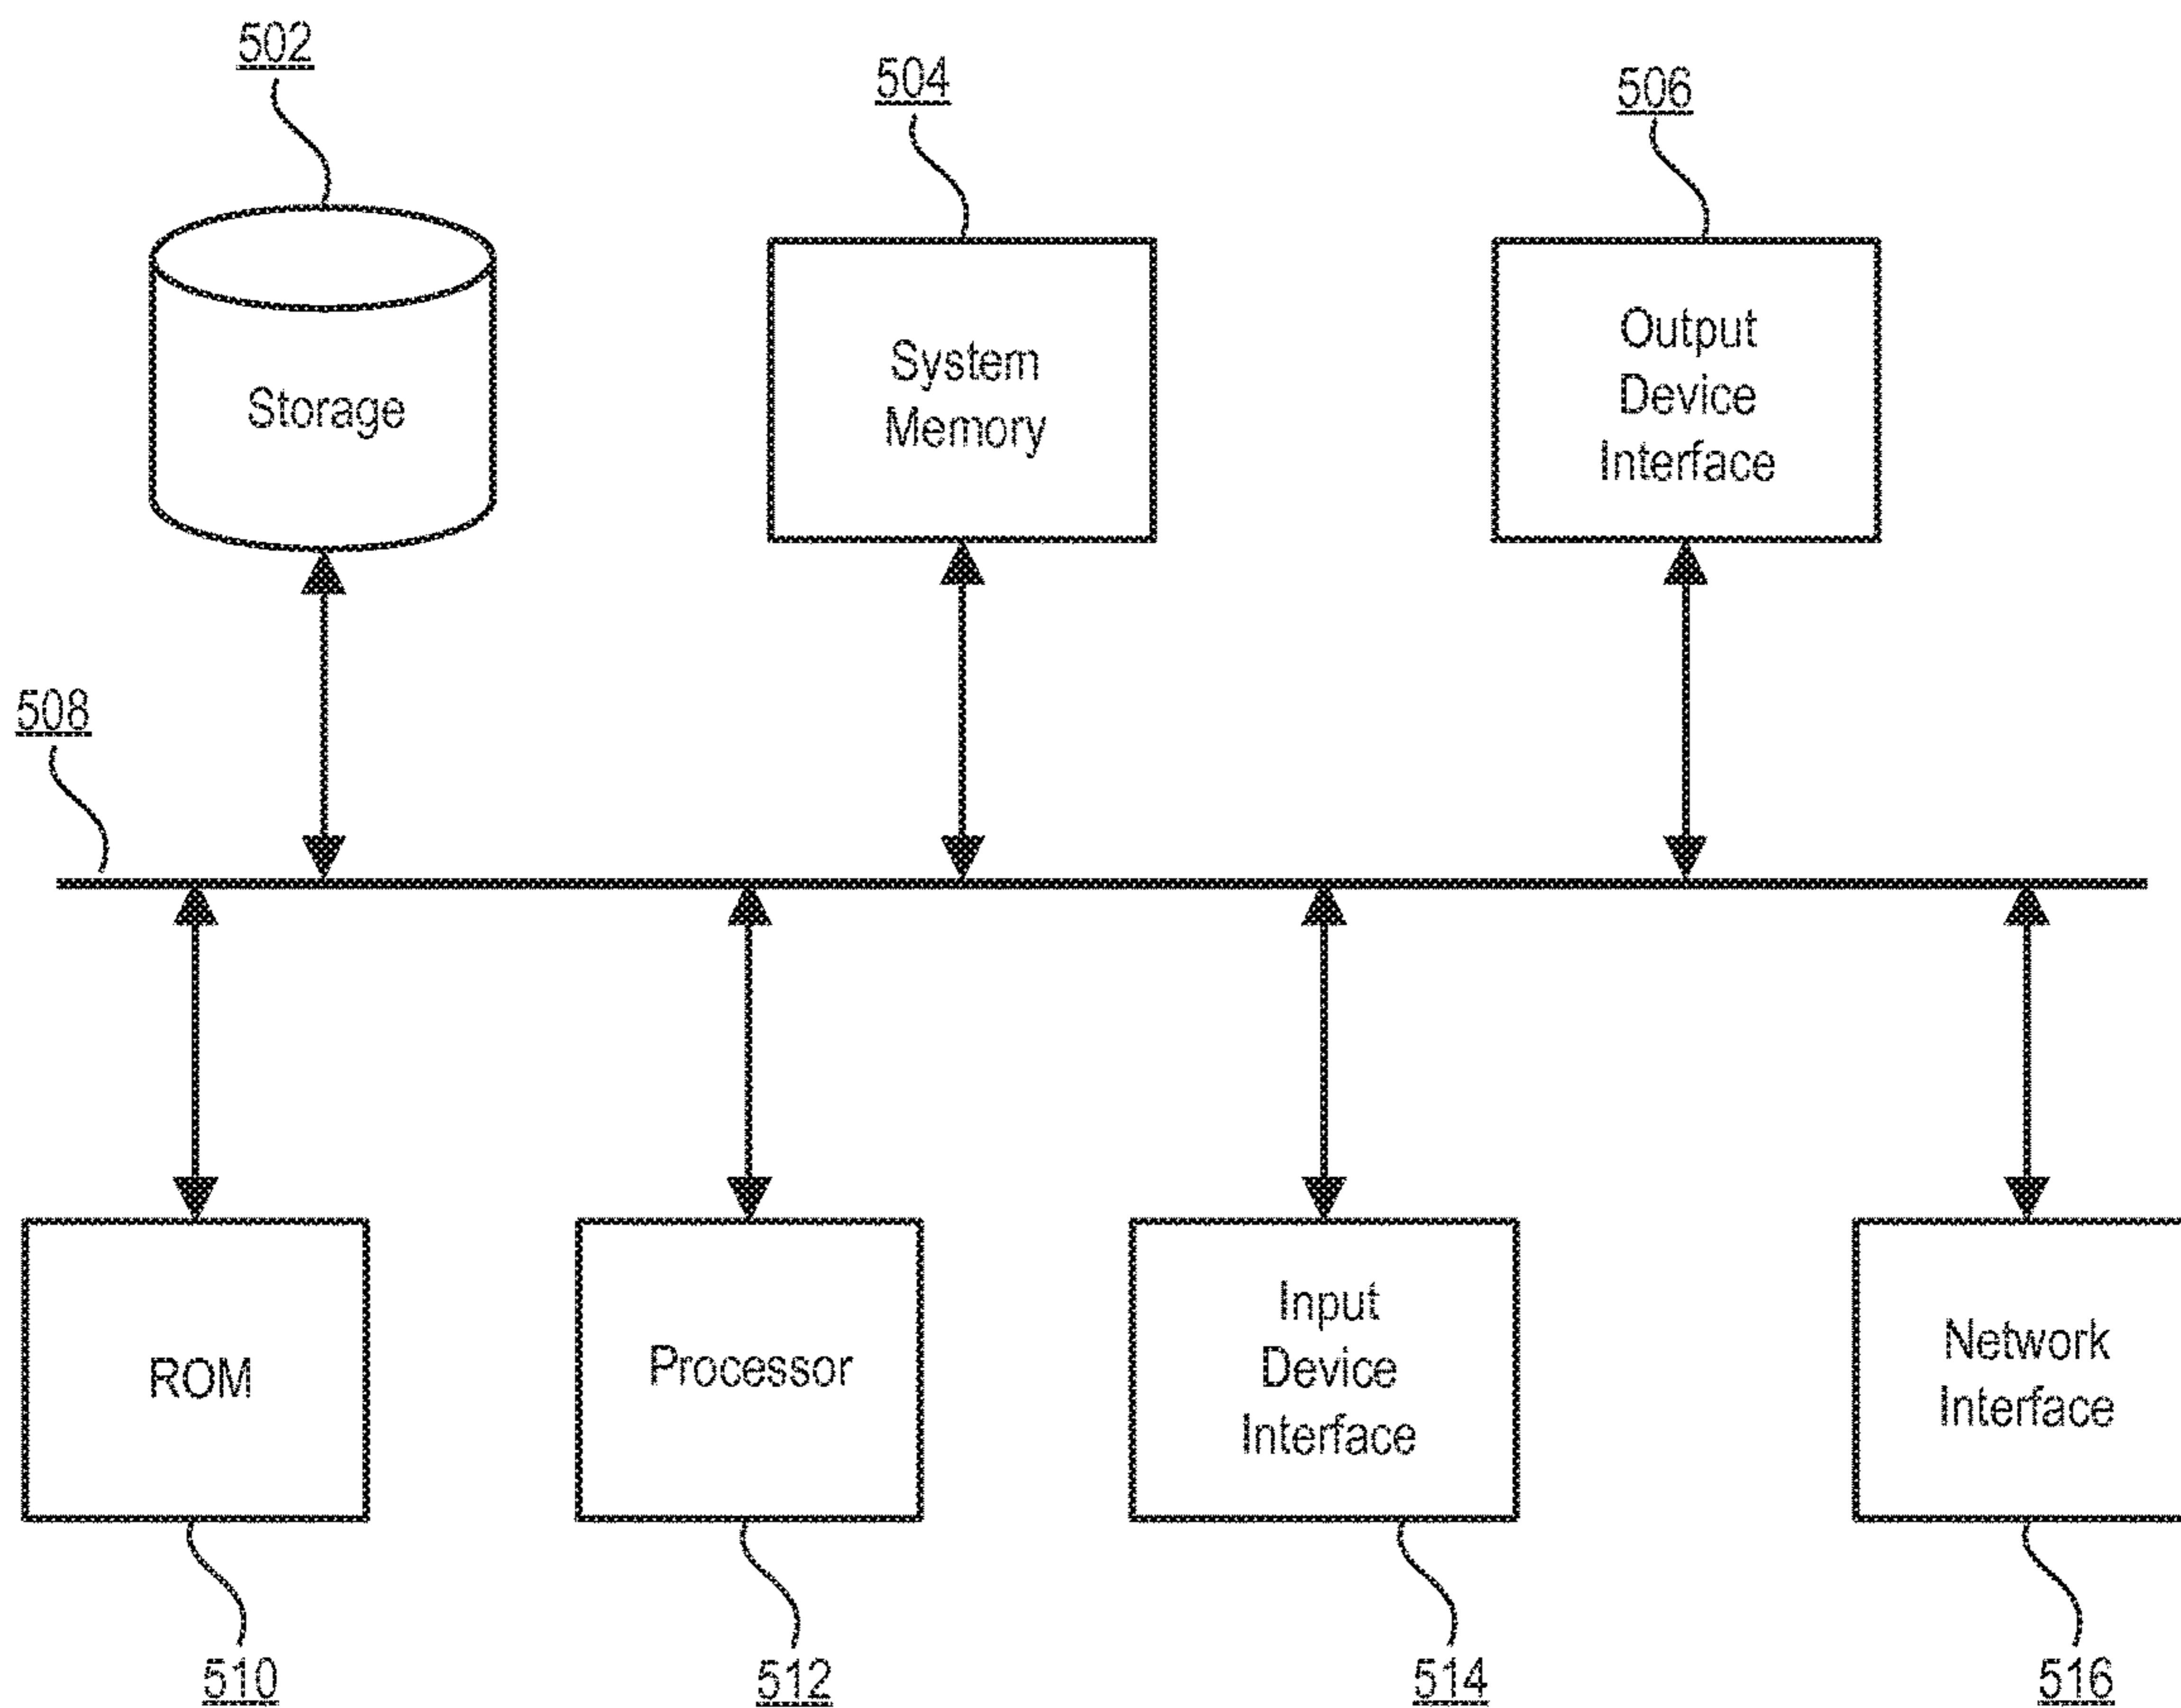 502
504
506
Storage
System
Memory
Output
Device
Interface
508
ROM
Processor
Input
Device
Interface
Network
Interface
510
512
514
516